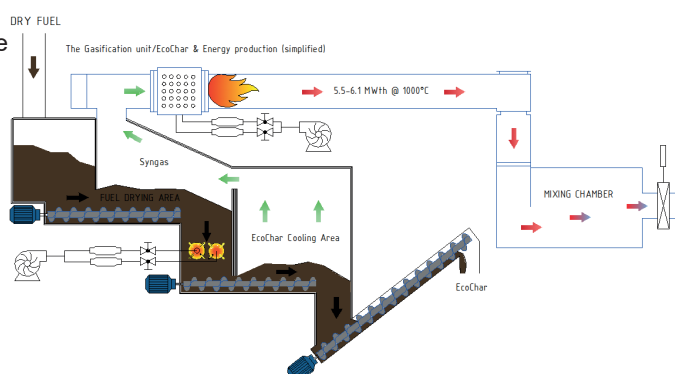 DRY FUEL
e
The Gasification unit/EcoChar & Energy production (simplified)
5.5-6.1 MWth @ 1000°C
Syngas
FUEL DRYING AREA
MIXING CHAMBER
EcoChar Cooling Area
EcoChar